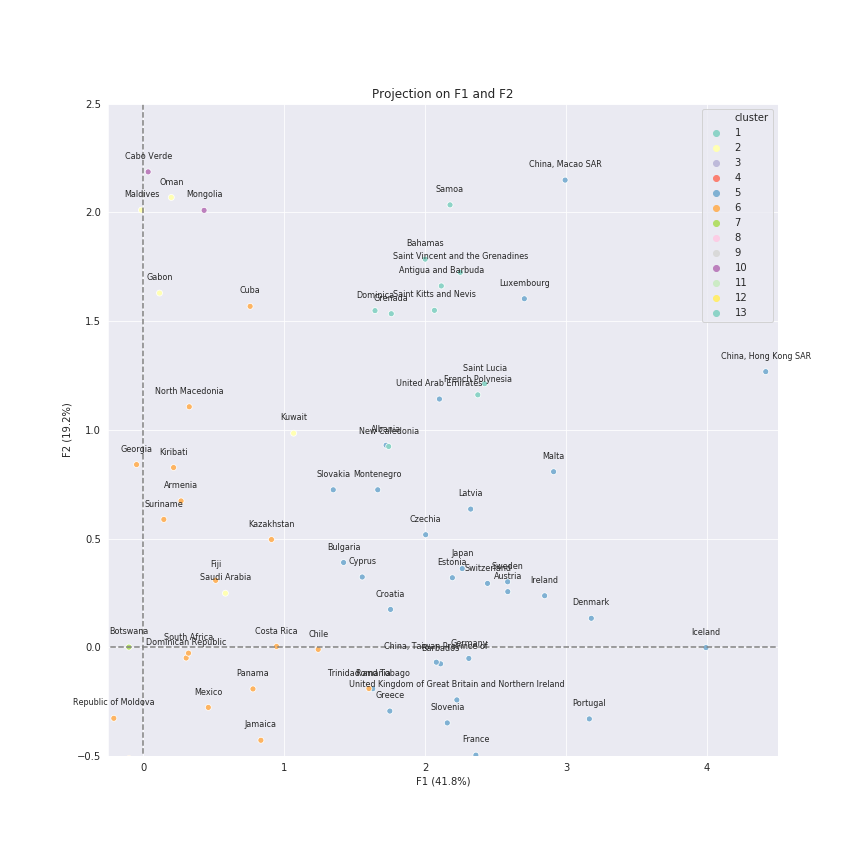 Projection on F1 and F2
2.5
cluster
1
2
3
4
5
6
7
8
9
10
11
12
13
Cabo Verde
China, Macao SAR
Oman
Maldives
Mongolia
Samoa
2.0
Bahamas
Saint Vincent and the Grenadines
Antigua and Barbuda
Gabon
Luxembourg
Cuba
Dominica
Saint Kitts and Nevis
Grenada
1.5
China, Hong Kong SAR
Saint Lucia
French Polynesia
United Arab Emirates
North Macedonia
Kuwait
Albania
New Caledonia
1.0
Georgia
Kiribati
Malta
Slovakia
Montenegro
Armenia
Latvia
Suriname
Kazakhstan
Czechia
0.5
Bulgaria
Japan
Cyprus
Estonia
Switzerland
Sweden
Fiji
Saudi Arabia
Austria
Ireland
Croatia
Denmark
Botswana
Costa Rica
Chile
Iceland
South Africa
Dominican Republic
Germany
China, Taiwan Province of
Barbados
0.0
Panama
Trinidad and Tobago
Romania
United Kingdom of Great Britain and Northern Ireland
Republic of Moldova
Mexico
Greece
Slovenia
Portugal
Jamaica
France
−0.5
0
1
2
3
4
F1 (41.8%)
F2 (19.2%)